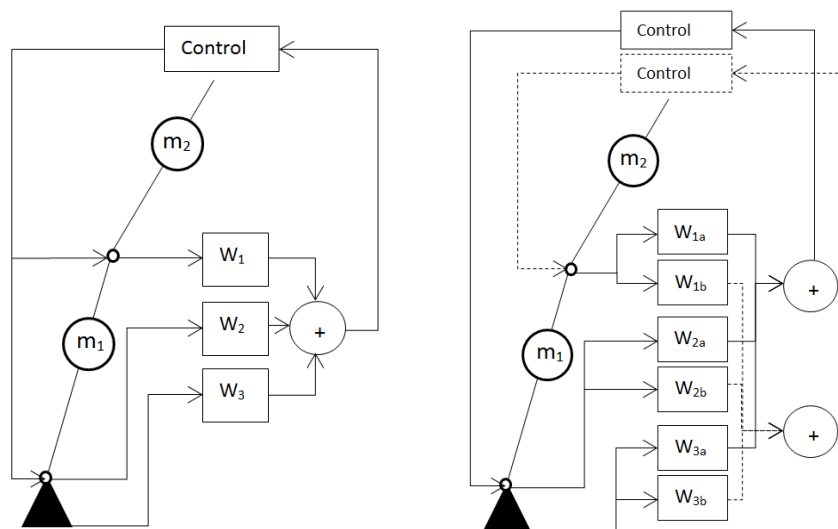 Control
m₂
W₁
W₂
m₁
W₃
+
Control
Control
m₂
W₁ₐ
W₁b
+
W₂ₐ
m₁
W₂b
+
W₃ₐ
W₃b